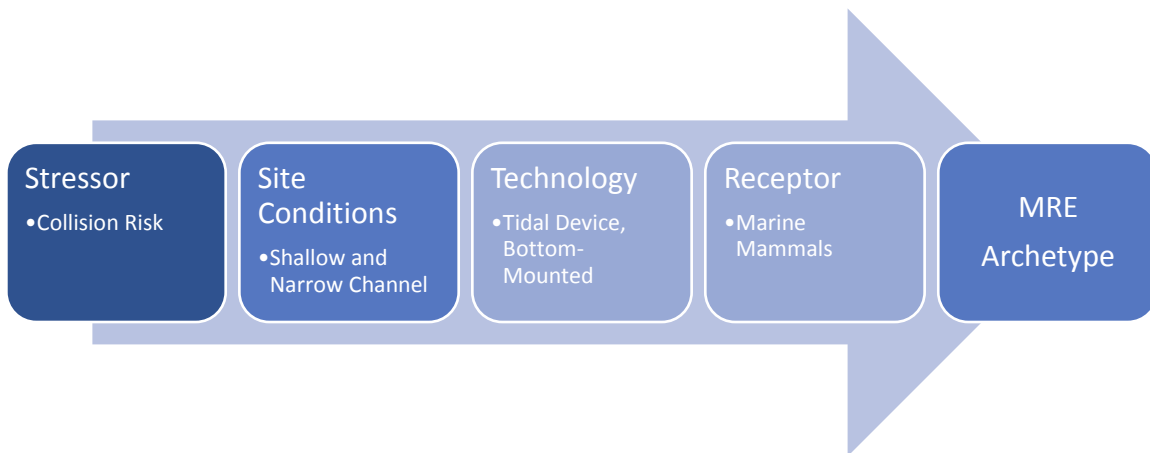 Stressor
•Collision Risk
Site
Conditions
•Shallow and
Narrow Channel
Technology
•Tidal Device,
Bottom-
Mounted
Receptor
•Marine
Mammals
MRE
Archetype